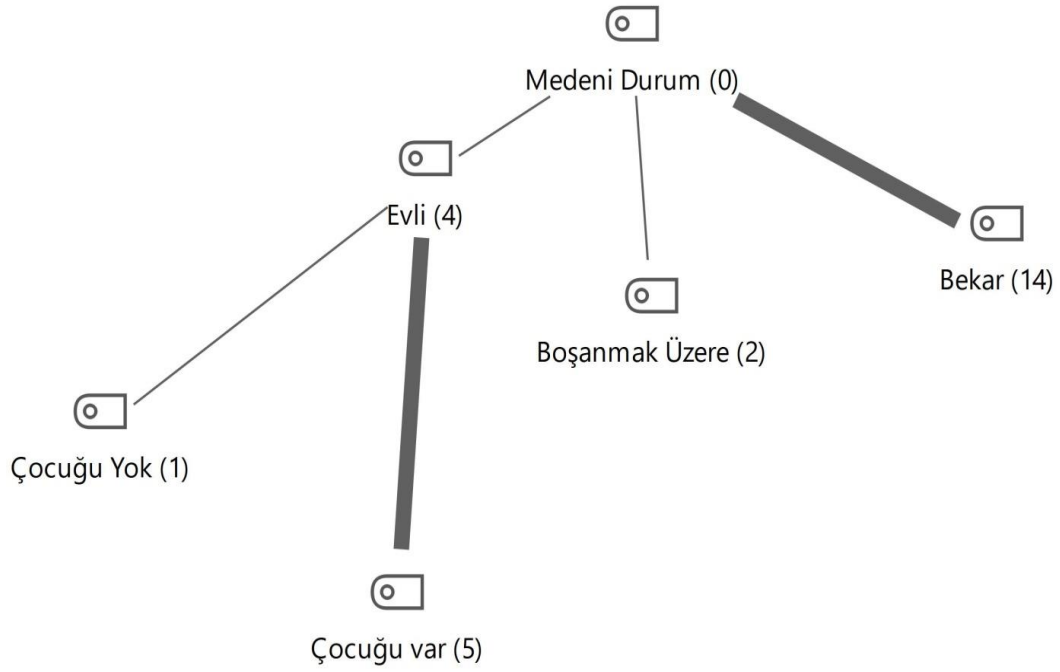 Medeni Durum (0)
Evli (4)
Bekar (14)
Boşanmak Üzere (2)
Çocuğu Yok (1)
Çocuğu var (5)